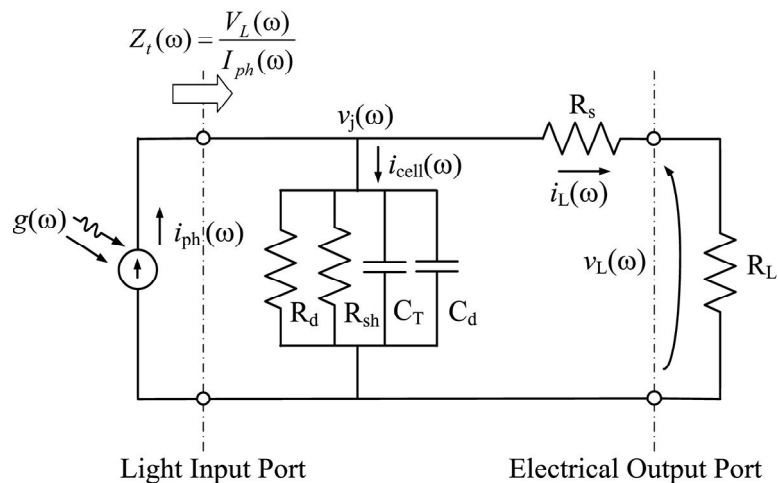 Z_t(ω) = V_L(ω) / I_ph(ω)
v_j(ω)
R_s
i_cell(ω)
i_L(ω)
g(ω)
i_ph(ω)
R_d
R_sh
C_T
C_d
v_L(ω)
R_L
Light Input Port
Electrical Output Port